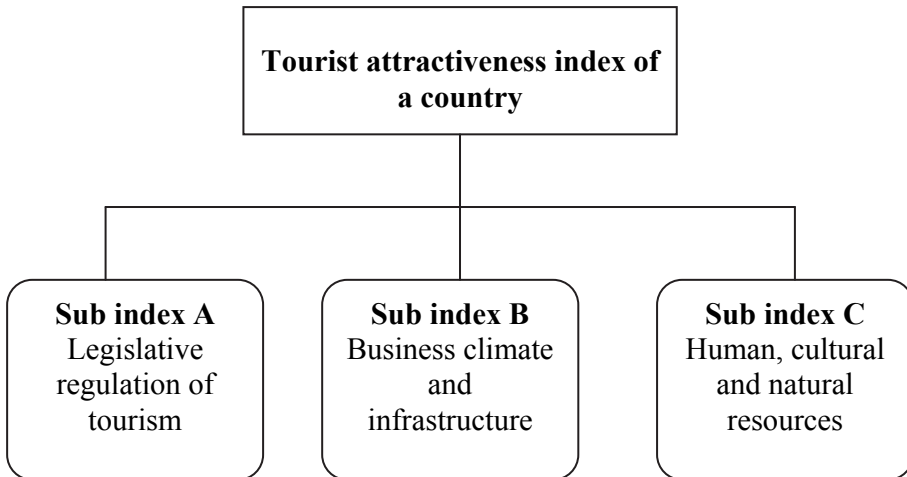 Tourist attractiveness index of
a country
Sub index A
Legislative
regulation of
tourism
Sub index B
Business climate
and
infrastructure
Sub index C
Human, cultural
and natural
resources